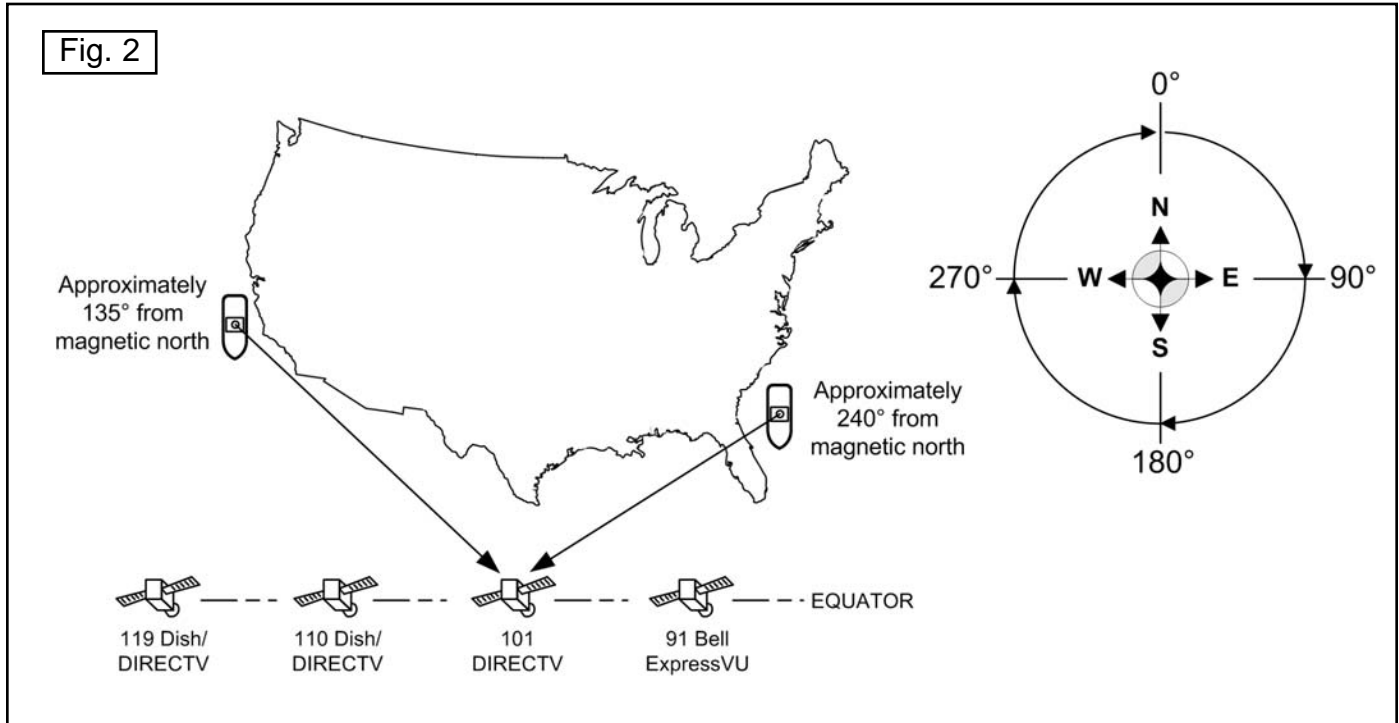 Fig. 2
Approximately
135° from
magnetic north
Approximately
240° from
magnetic north
0°
N
270°
W
E
90°
S
180°
EQUATOR
119 Dish/
DIRECTV
110 Dish/
DIRECTV
101
DIRECTV
91 Bell
ExpressVU